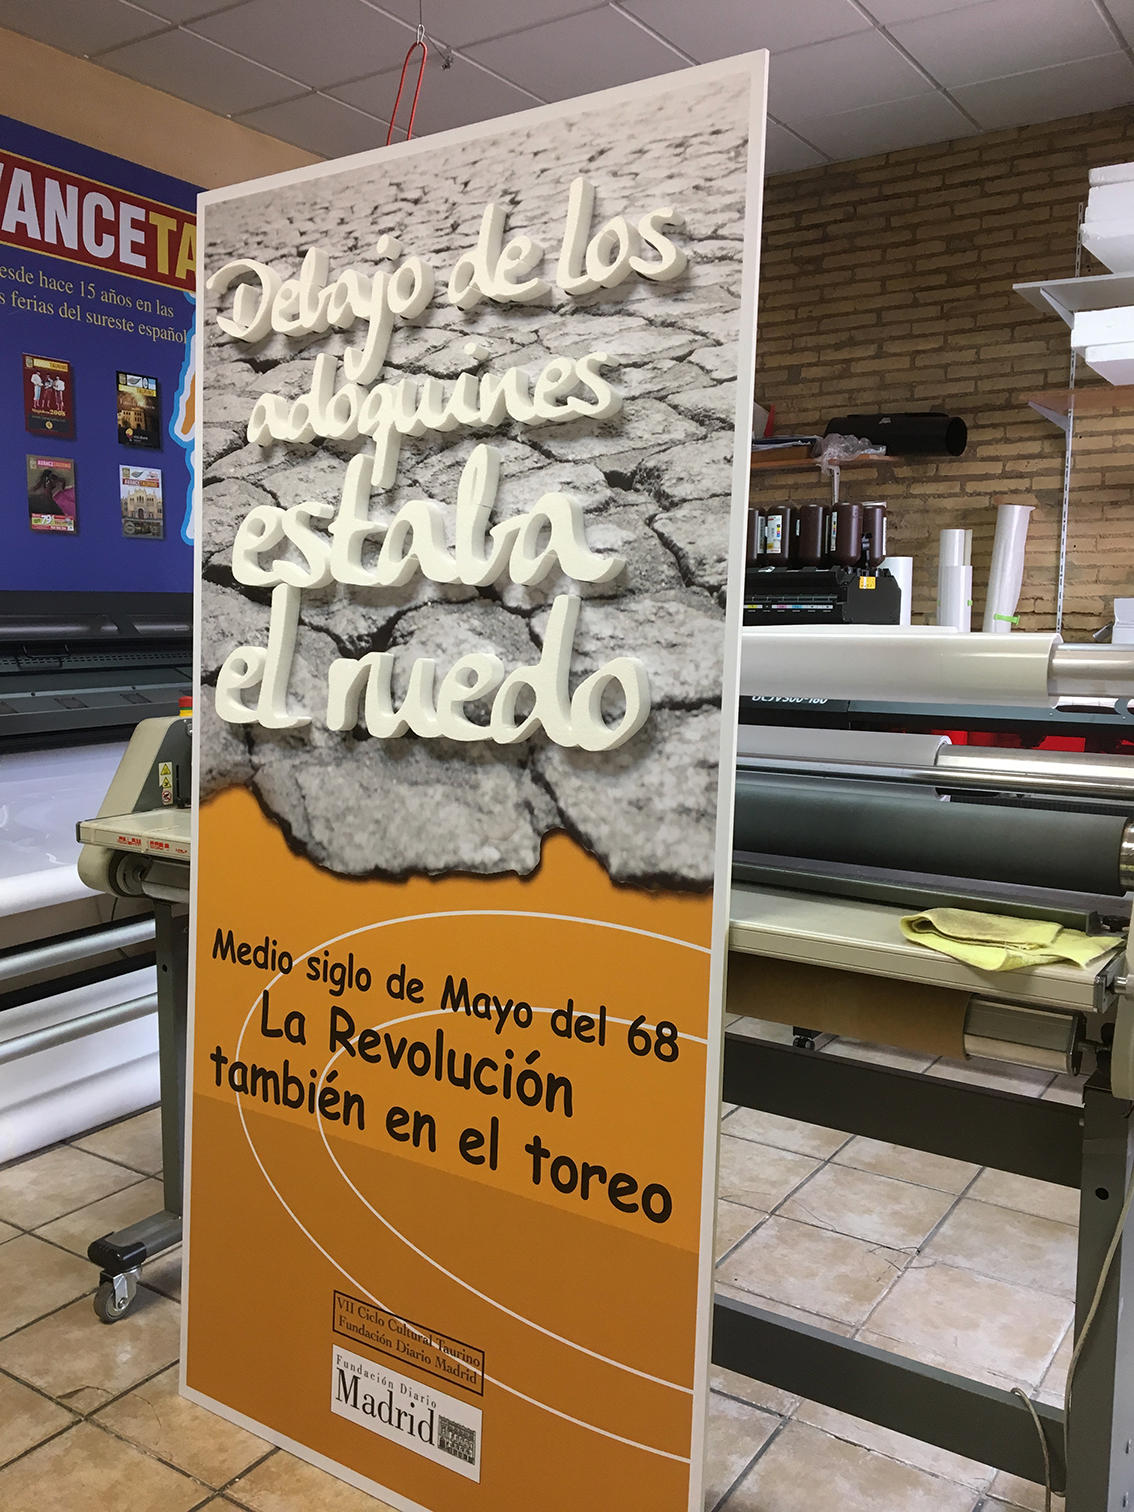 Debajo de los
adoquines
estaba
el ruedo
Medio siglo de Mayo del 68
La Revolución
también en el toreo
VII Ciclo Cultural Taurino
Fundación Diario Madrid
Fundación Diario
Madrid
VANCETA
esde hace 15 años en las
s ferias del sureste español